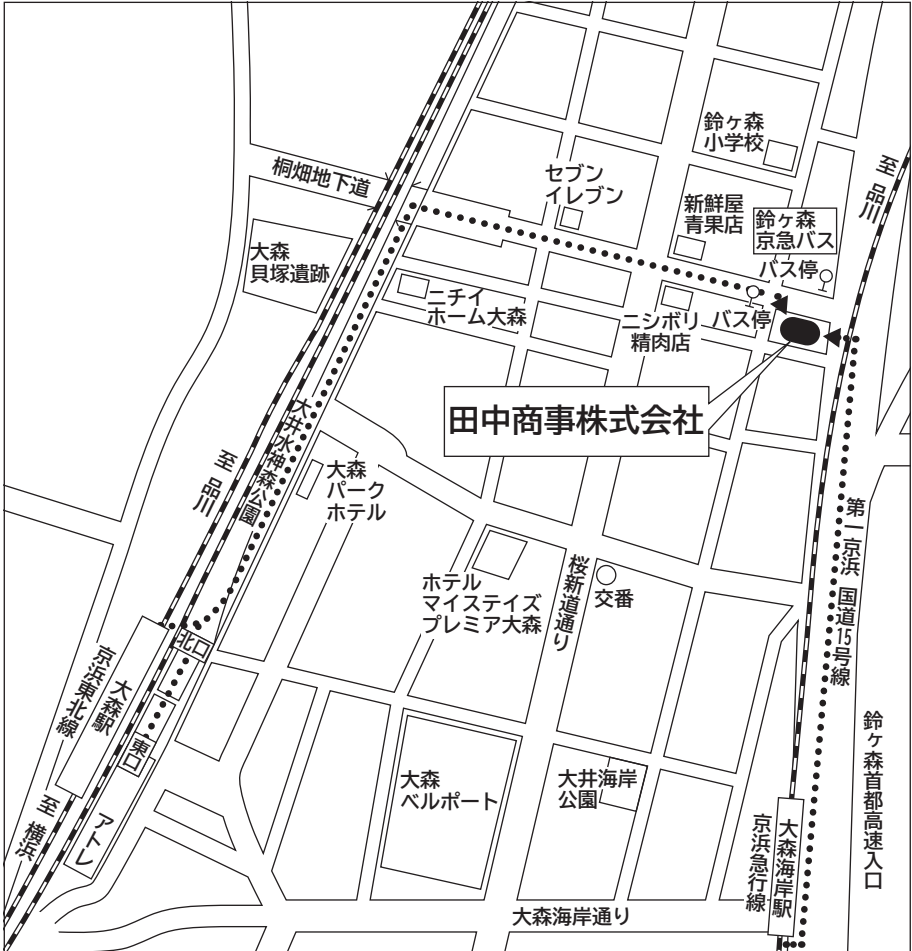 鈴ヶ森
小学校
至 品川
桐畑地下道
セブン
イレブン
新鮮屋
青果店
鈴ヶ森
京急バス
バス停
大森
貝塚遺跡
ニチイ
ホーム大森
ニシボリ
精肉店
バス停
田中商事株式会社
大井水神森公園
至 品川
大森
パーク
ホテル
第一京浜 国道15号線
ホテル
マイステイズ
プレミア大森
桜新道通り
交番
北口
大森駅
京浜東北線
東口
鈴ヶ森首都高速入口
大森
ベルポート
大井海岸
公園
至 横浜
アトレ
大森海岸駅
京浜急行線
大森海岸通り